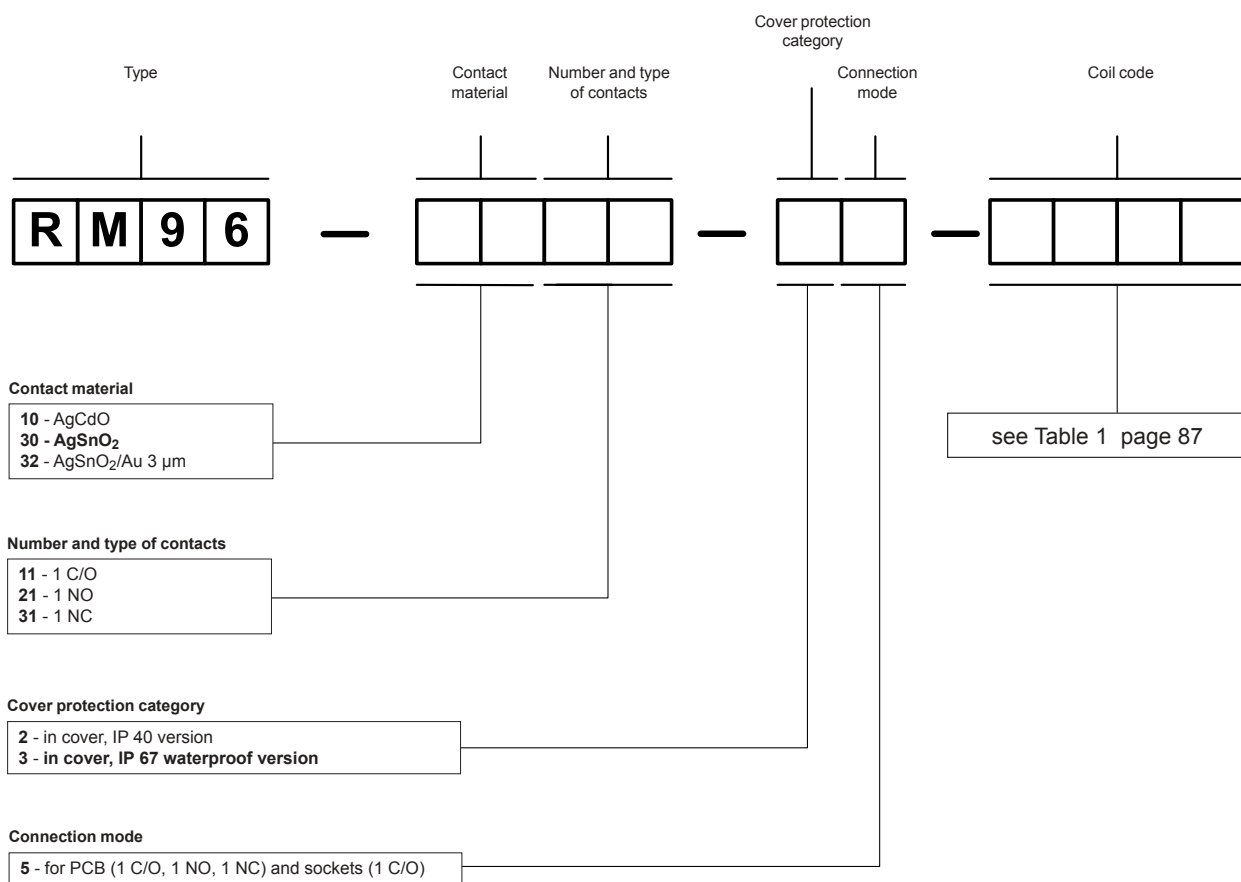 Cover protection
category
Type
Contact
material
Number and type
of contacts
Connection
mode
Coil code
R M 9 6 — — —
Contact material
10 - AgCdO
30 - AgSnO₂
32 - AgSnO₂/Au 3 µm
see Table 1 page 87
Number and type of contacts
11 - 1 C/O
21 - 1 NO
31 - 1 NC
Cover protection category
2 - in cover, IP 40 version
3 - in cover, IP 67 waterproof version
Connection mode
5 - for PCB (1 C/O, 1 NO, 1 NC) and sockets (1 C/O)